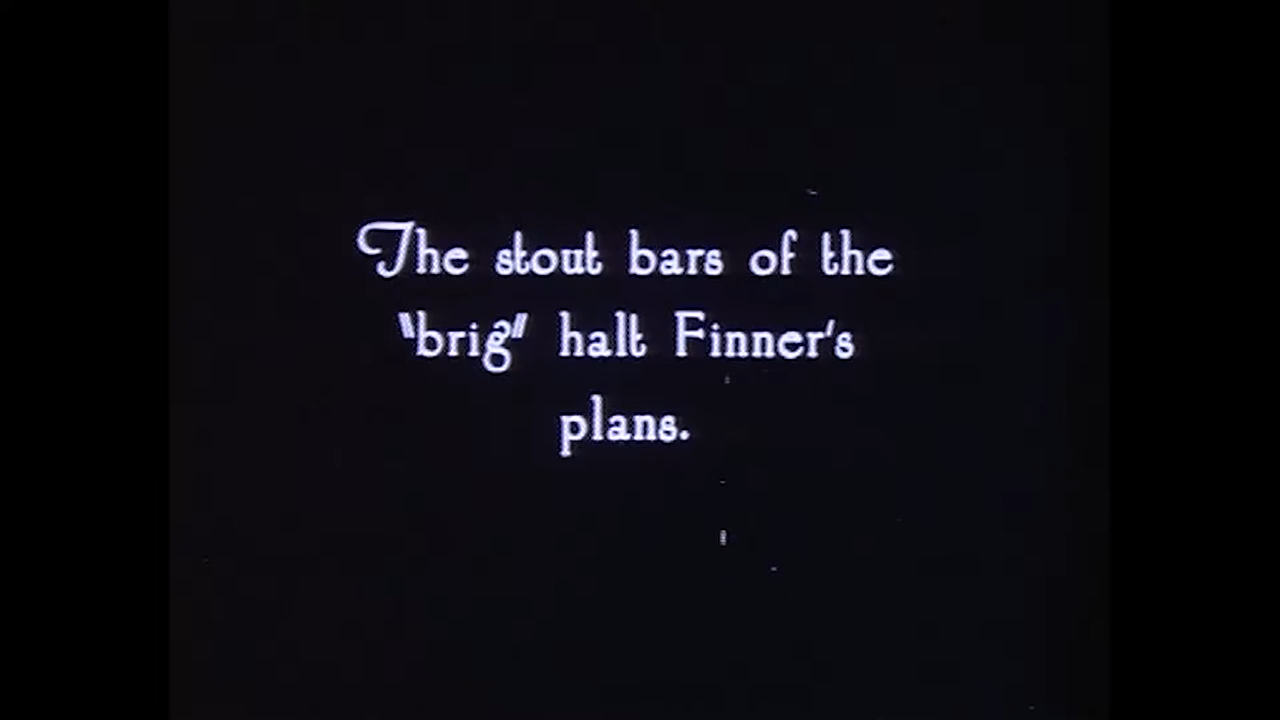 The stout bars of the
"brig" halt Finner's
plans.